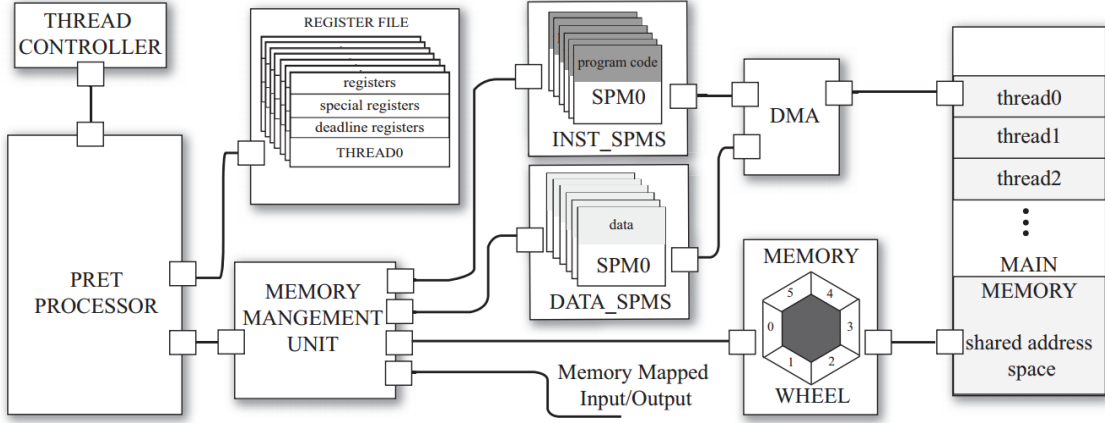 THREAD
CONTROLLER
PRET
PROCESSOR
REGISTER FILE
registers
special registers
deadline registers
THREAD0
MEMORY
MANGEMENT
UNIT
program code
SPM0
INST_SPMS
data
SPM0
DATA_SPMS
Memory Mapped
Input/Output
DMA
MEMORY
5
4
0
3
1
2
WHEEL
thread0
thread1
thread2
MAIN
MEMORY
shared address
space